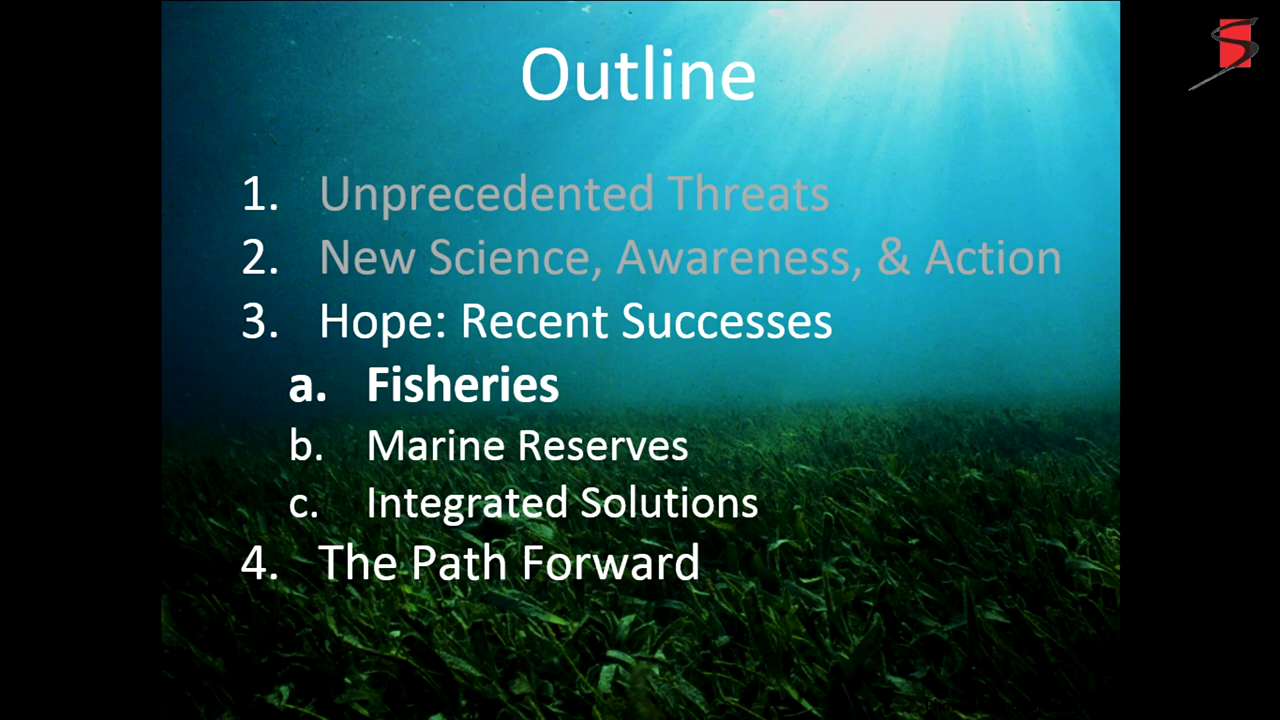 Outline
1. Unprecedented Threats
2. New Science, Awareness, & Action
3. Hope: Recent Successes
a. Fisheries
b. Marine Reserves
c. Integrated Solutions
4. The Path Forward